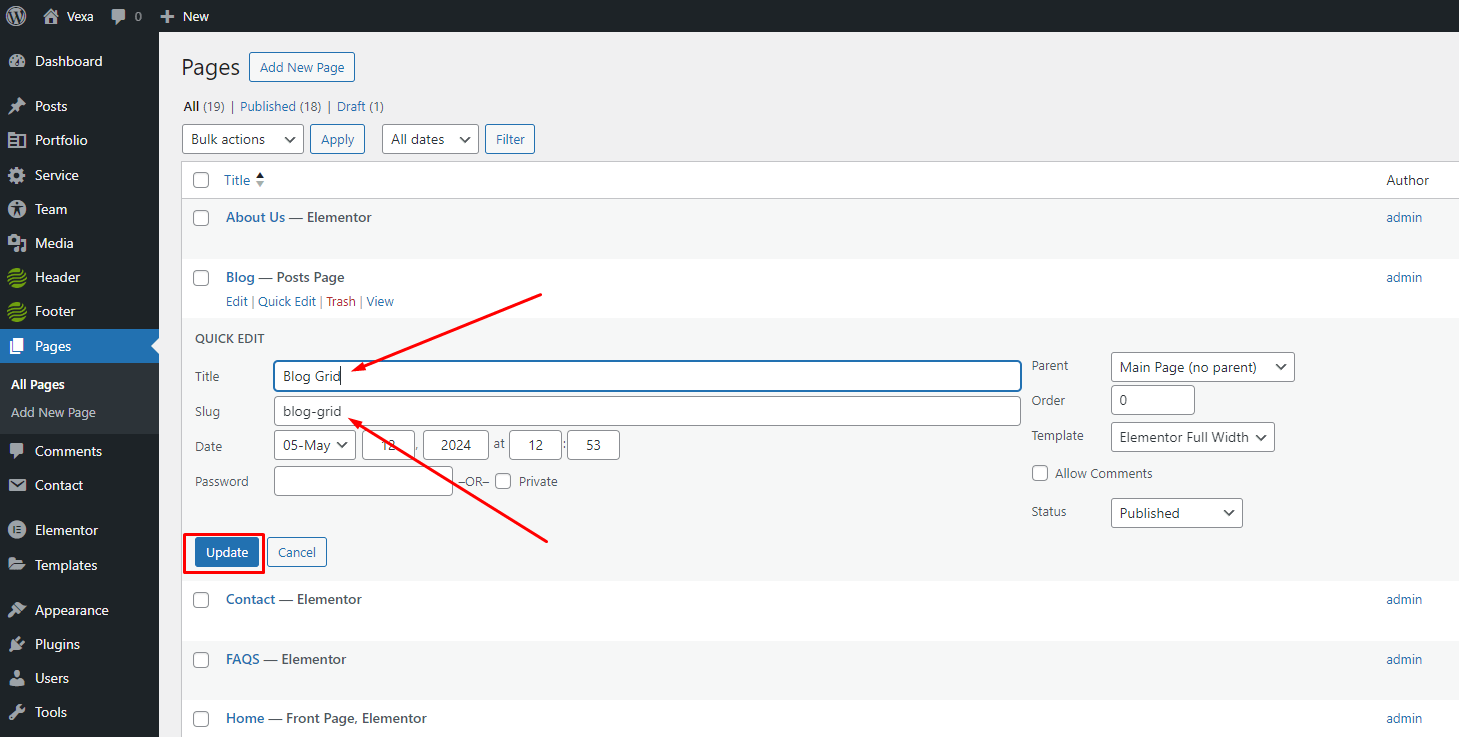 Vexa 0 New
Dashboard
Posts
Portfolio
Service
Team
Media
Header
Footer
Pages
All Pages
Add New Page
Comments
Contact
Elementor
Templates
Appearance
Plugins
Users
Tools
Pages Add New Page
All (19) | Published (18) | Draft (1)
Bulk actions Apply All dates Filter
Title Author
About Us — Elementor admin
Blog — Posts Page admin
Edit | Quick Edit | Trash | View
QUICK EDIT
Title Blog Grid
Slug blog-grid
Date 05-May 12, 2024 at 12 : 53
Password –OR– Private
Parent Main Page (no parent)
Order 0
Template Elementor Full Width
Allow Comments
Status Published
Update Cancel
Contact — Elementor admin
FAQS — Elementor admin
Home — Front Page, Elementor admin